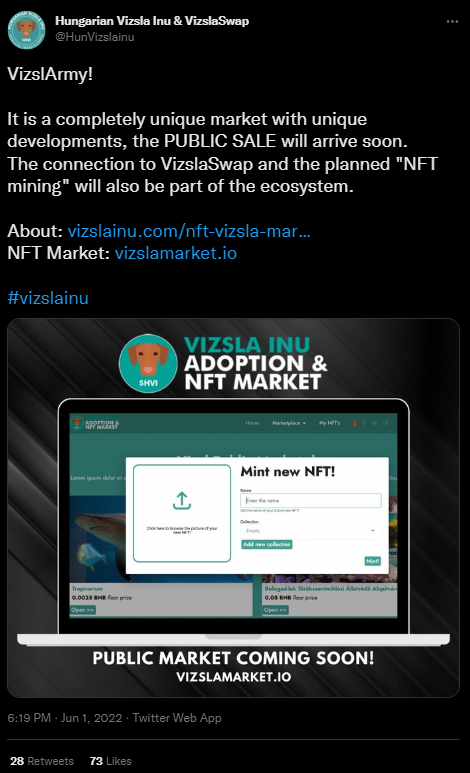 Hungarian Vizsla Inu & VizslaSwap
@HunVizslainu
VizslArmy!
It is a completely unique market with unique
developments, the PUBLIC SALE will arrive soon.
The connection to VizslaSwap and the planned "NFT
mining" will also be part of the ecosystem.
About: vizslainu.com/nft-vizsla-mar...
NFT Market: vizslamarket.io
#vizslainu
SHVI
VIZSLA INU
ADOPTION &
NFT MARKET
ADOPTION &
NFT MARKET
Home
Marketplace
My NFT's
Lorem ipsum dolor
Mint new NFT!
Name
Enter the name
Set the name of your brand new NFT!
Collection
Empty
Add new collection
Click here to browse the picture of
your new NFT!
Mint!
Tropicarium
0.0025 BNB floor price
Open >>
0.05 BNB floor price
Open >>
PUBLIC MARKET COMING SOON!
VIZSLAMARKET.IO
6:19 PM · Jun 1, 2022 · Twitter Web App
28 Retweets 73 Likes